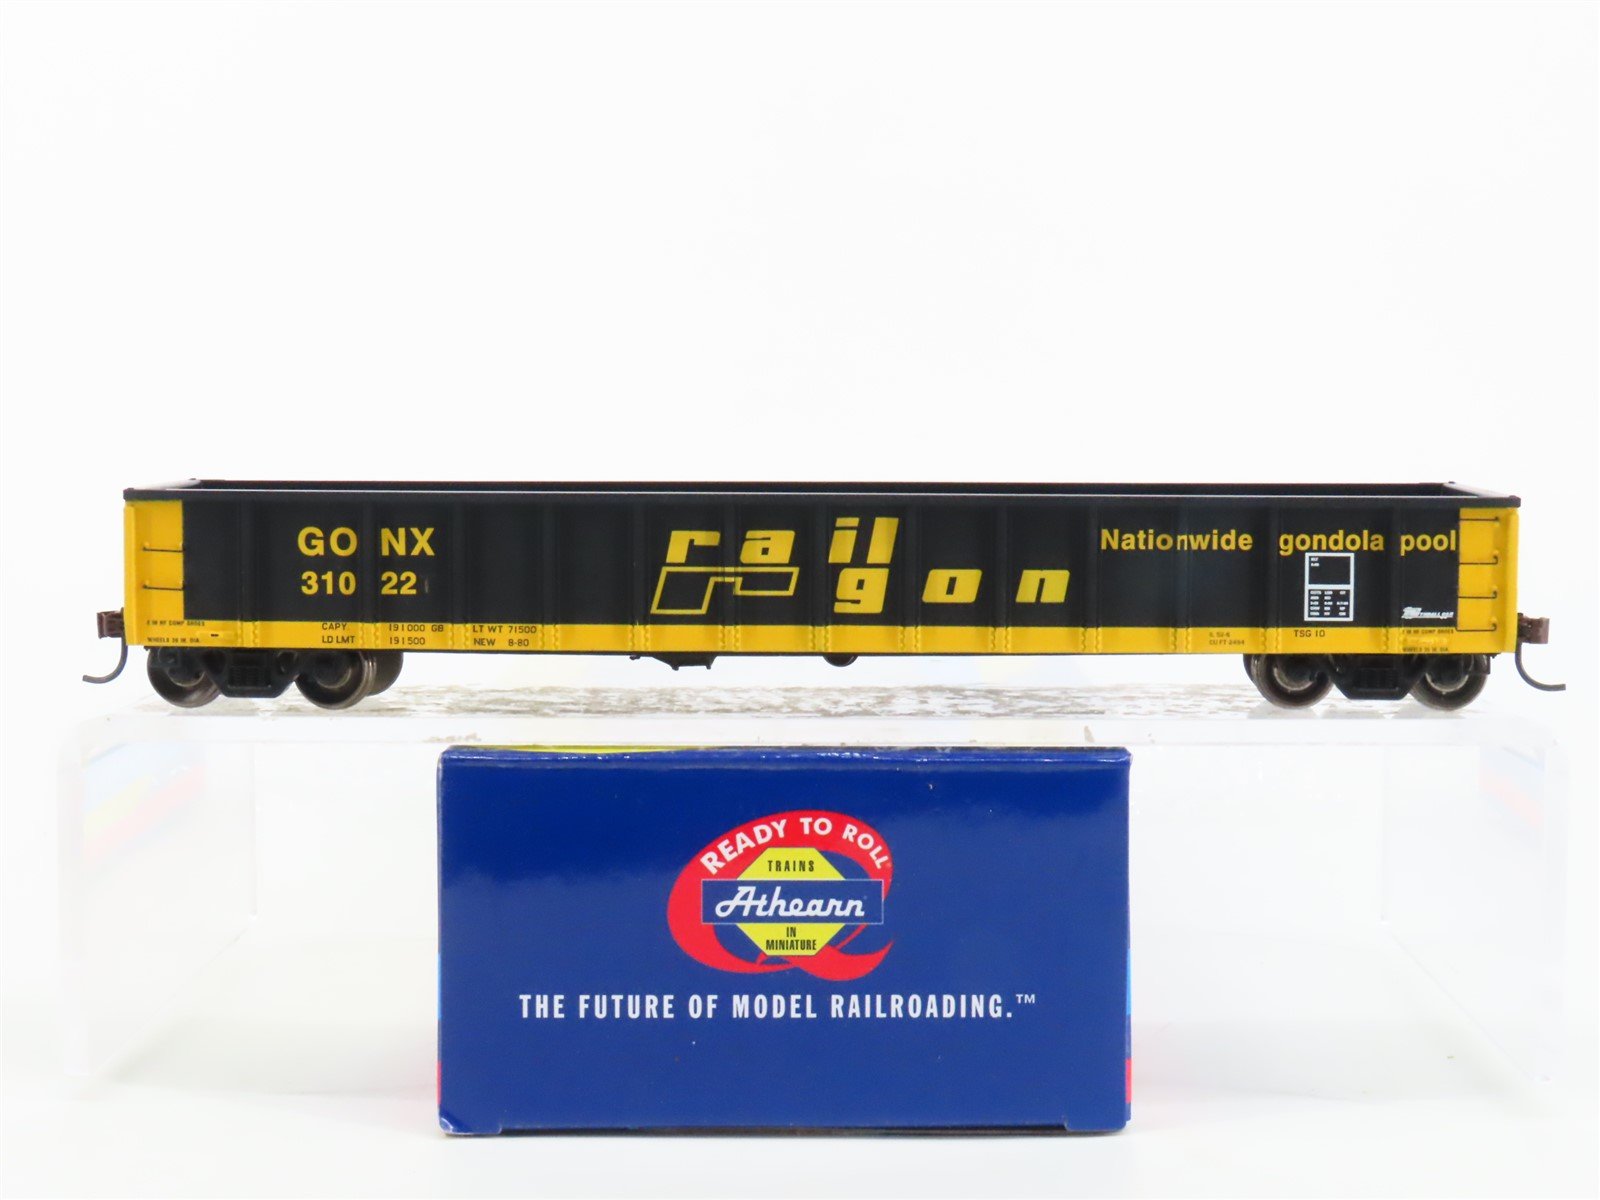 GONX
31022
rail
gon
Nationwide gondola pool
CAPY 191000 GB LT WT 71500
LD LMT 191500 NEW 8-80
TSG 10
READY TO ROLL
TRAINS
Athearn
IN
MINIATURE
THE FUTURE OF MODEL RAILROADING.™